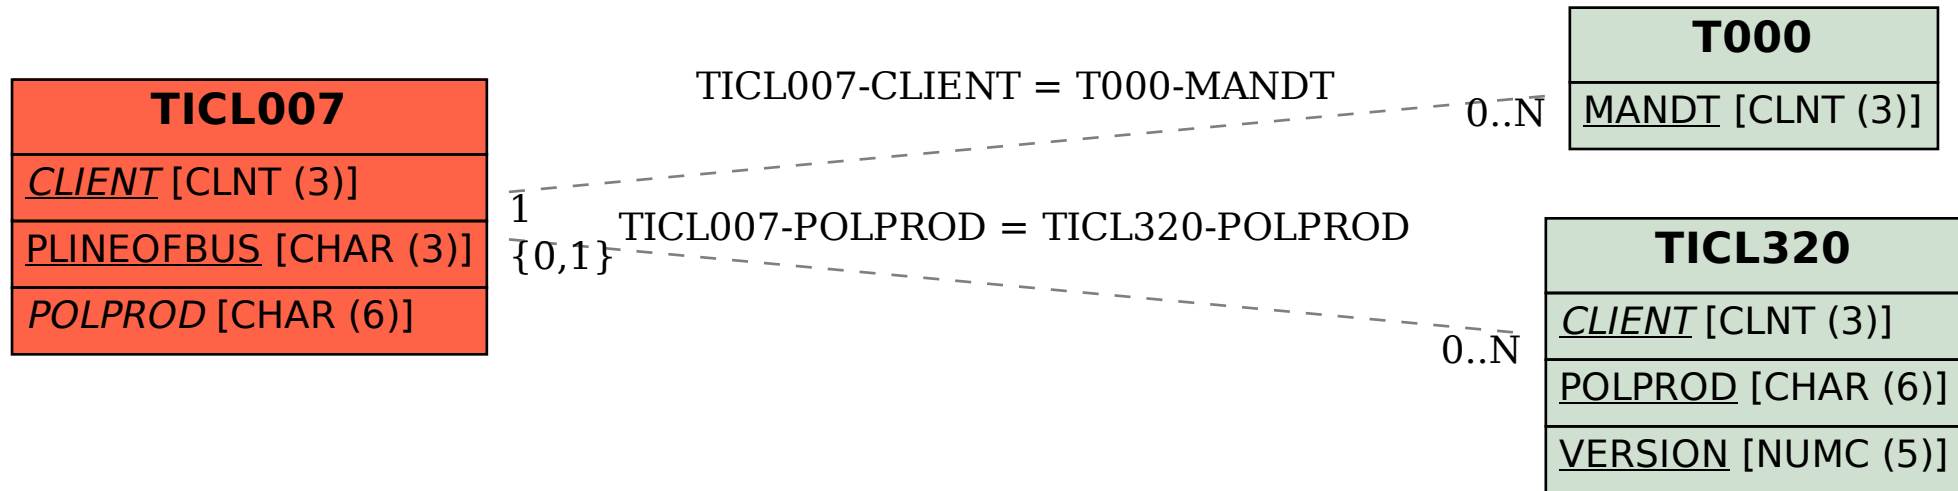 TICL007
CLIENT [CLNT (3)]
PLINEOFBUS [CHAR (3)]
POLPROD [CHAR (6)]
TICL007-CLIENT = T000-MANDT
1
0..N
TICL007-POLPROD = TICL320-POLPROD
{0,1}
0..N
T000
MANDT [CLNT (3)]
TICL320
CLIENT [CLNT (3)]
POLPROD [CHAR (6)]
VERSION [NUMC (5)]